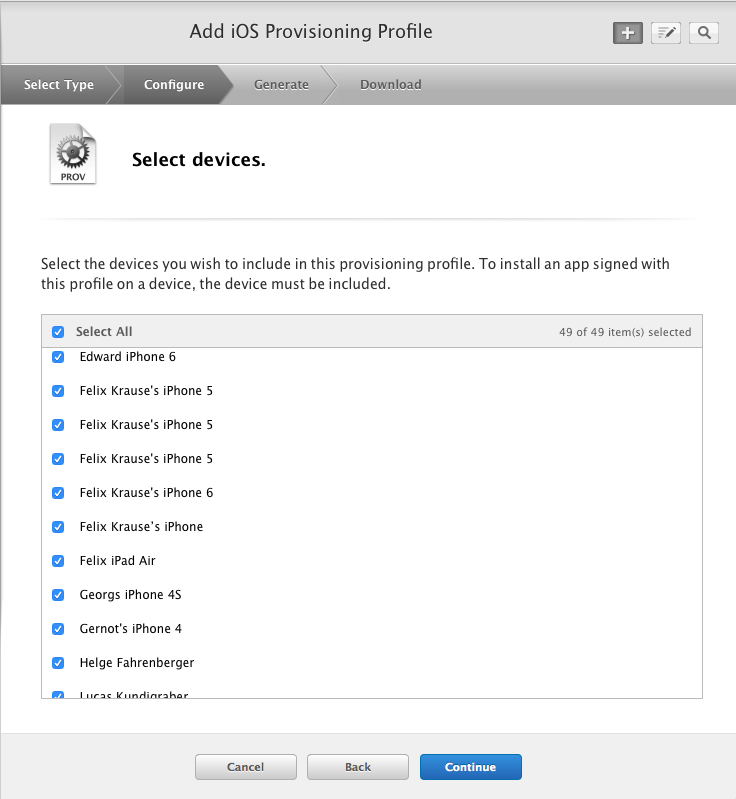 Add iOS Provisioning Profile
Select Type
Configure
Generate
Download
PROV
Select devices.
Select the devices you wish to include in this provisioning profile. To install an app signed with
this profile on a device, the device must be included.
Select All
49 of 49 item(s) selected
Edward iPhone 6
Felix Krause's iPhone 5
Felix Krause's iPhone 5
Felix Krause's iPhone 5
Felix Krause's iPhone 6
Felix Krause’s iPhone
Felix iPad Air
Georgs iPhone 4S
Gernot's iPhone 4
Helge Fahrenberger
Lucas Kundigraber
Cancel
Back
Continue